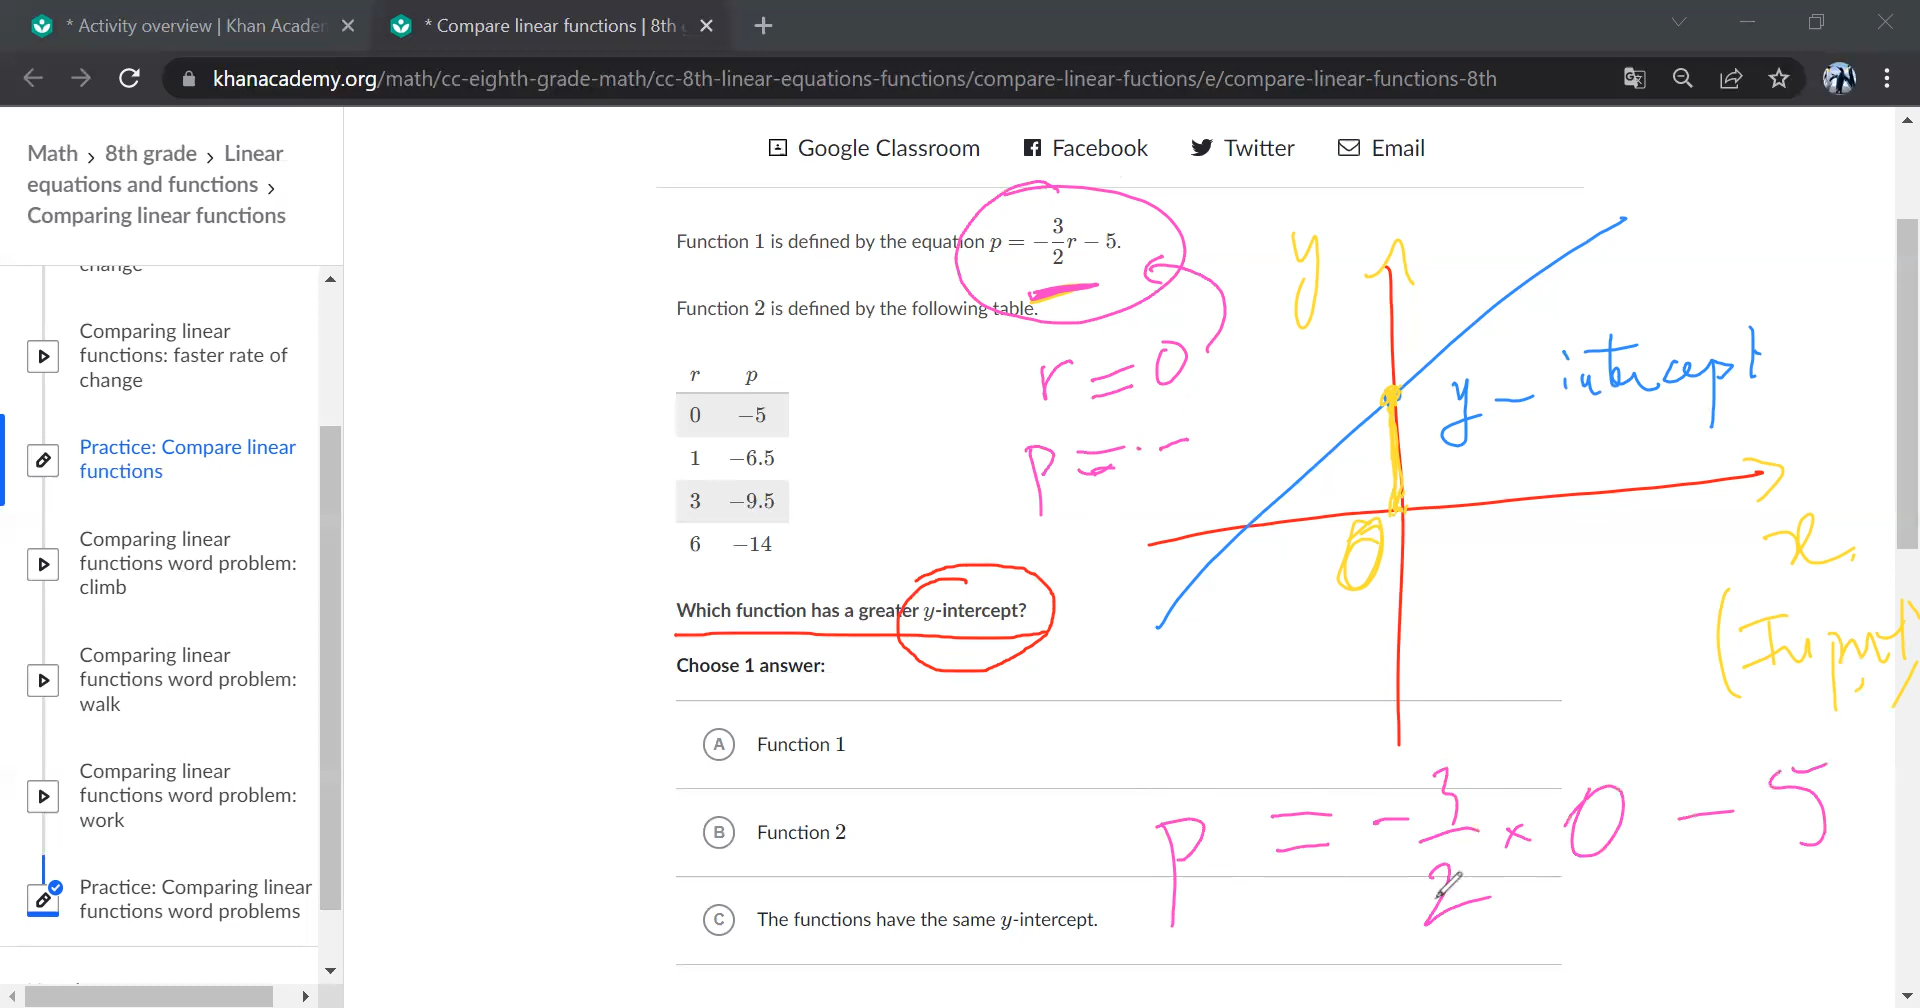 * Activity overview | Khan Acader
* Compare linear functions | 8th
khanacademy.org/math/cc-eighth-grade-math/cc-8th-linear-equations-functions/compare-linear-fuctions/e/compare-linear-functions-8th
Math > 8th grade > Linear
equations and functions >
Comparing linear functions
change
Comparing linear
functions: faster rate of
change
Practice: Compare linear
functions
Comparing linear
functions word problem:
climb
Comparing linear
functions word problem:
walk
Comparing linear
functions word problem:
work
Practice: Comparing linear
functions word problems
Google Classroom Facebook Twitter Email
Function 1 is defined by the equation p = −3/2 r − 5.
Function 2 is defined by the following table.
r p
0 −5
1 −6.5
3 −9.5
6 −14
Which function has a greater y-intercept?
Choose 1 answer:
A Function 1
B Function 2
C The functions have the same y-intercept.
r = 0
p =
y
y - intercept
0
x
(Input)
p = - 3/2 × 0 - 5